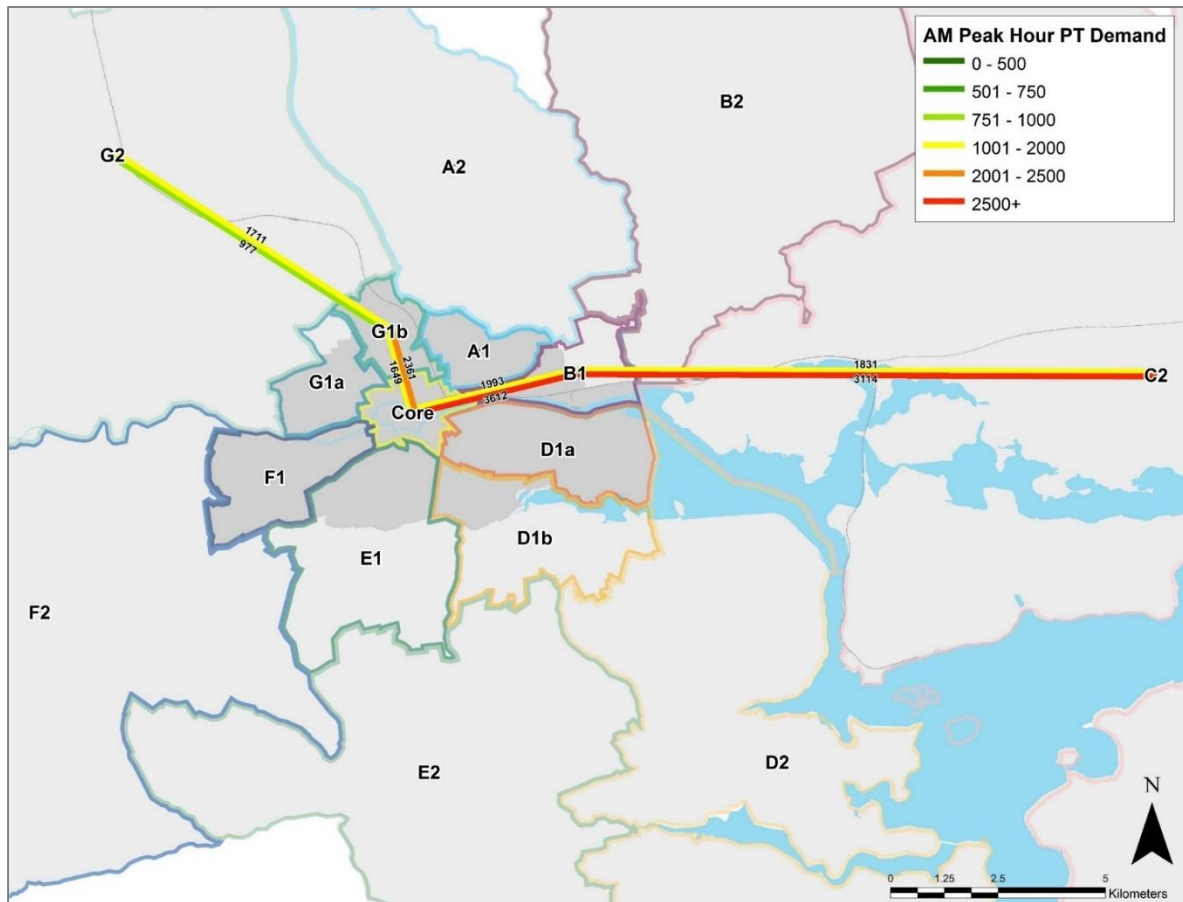 AM Peak Hour PT Demand
0 - 500
501 - 750
751 - 1000
1001 - 2000
2001 - 2500
2500+
B2
G2
A2
1711
977
G1b
A1
2361
1649
G1a
1993
3612
B1
1831
3114
C2
Core
D1a
F1
D1b
E1
F2
D2
E2
N
0 1.25 2.5 5
Kilometers